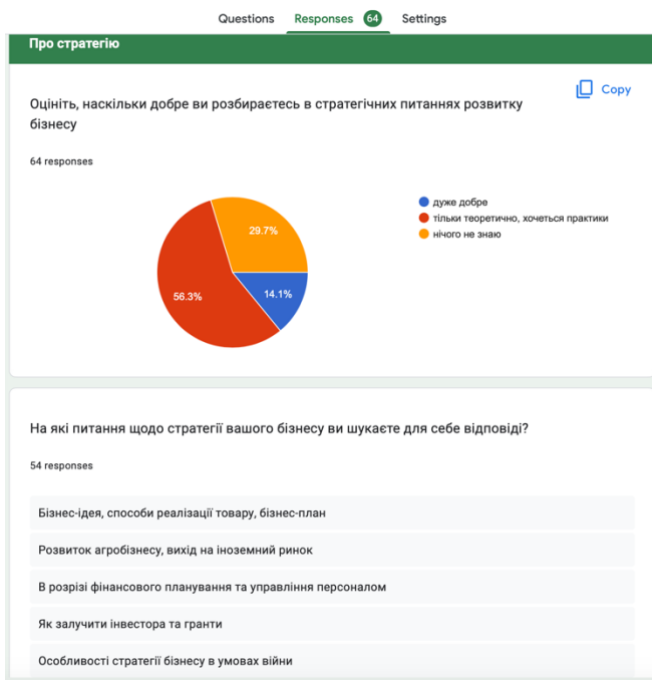 Questions Responses 64 Settings
Про стратегію
Copy
Оцініть, наскільки добре ви розбираєтесь в стратегічних питаннях розвитку
бізнесу
64 responses
29.7%
56.3%
14.1%
дуже добре
тільки теоретично, хочеться практики
нічого не знаю
На які питання щодо стратегії вашого бізнесу ви шукаєте для себе відповіді?
54 responses
Бізнес-ідея, способи реалізації товару, бізнес-план
Розвиток агробізнесу, вихід на іноземний ринок
В розрізі фінансового планування та управління персоналом
Як залучити інвестора та гранти
Особливості стратегії бізнесу в умовах війни